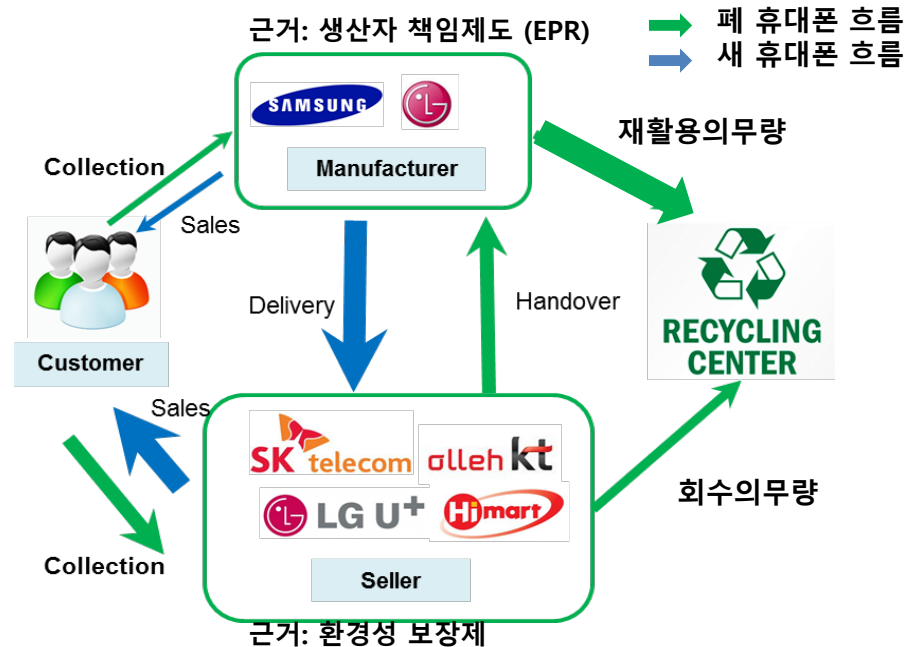 근거: 생산자 책임제도 (EPR)
폐 휴대폰 흐름
새 휴대폰 흐름
SAMSUNG
LG
Manufacturer
재활용의무량
Collection
Sales
Delivery
Handover
RECYCLING
CENTER
Customer
Sales
SK telecom
olleh kt
LG U+
Himart
회수의무량
Collection
Seller
근거: 환경성 보장제